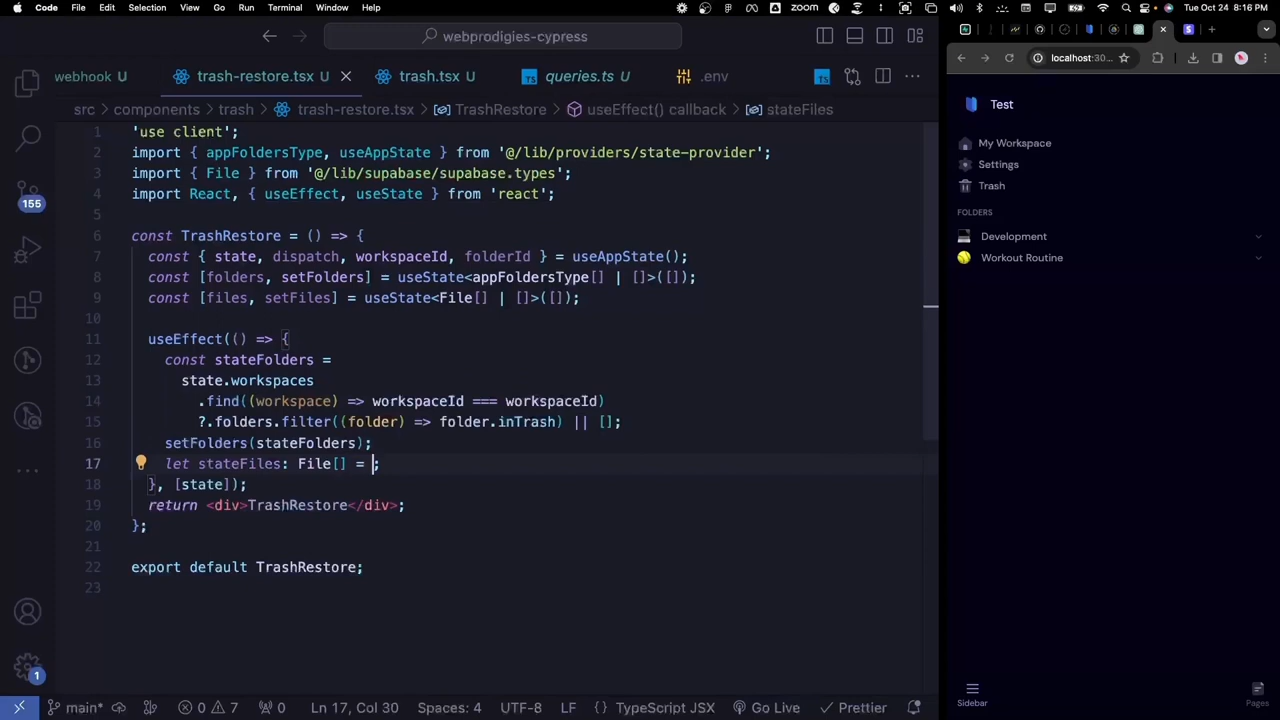 Code File Edit Selection View Go Run Terminal Window Help
zoom
Tue Oct 24 8:16 PM
webprodigies-cypress
localhost:30...
webhook U
trash-restore.tsx U
trash.tsx U
queries.ts U
.env
src > components > trash > trash-restore.tsx > TrashRestore > useEffect() callback > stateFiles
1 'use client';
2 import { appFoldersType, useAppState } from '@/lib/providers/state-provider';
3 import { File } from '@/lib/supabase/supabase.types';
4 import React, { useEffect, useState } from 'react';
5
6 const TrashRestore = () => {
7 const { state, dispatch, workspaceId, folderId } = useAppState();
8 const [folders, setFolders] = useState<appFoldersType[] | []>([]);
9 const [files, setFiles] = useState<File[] | []>([]);
10
11 useEffect(() => {
12 const stateFolders =
13 state.workspaces
14 .find((workspace) => workspaceId === workspaceId)
15 ?.folders.filter((folder) => folder.inTrash) || [];
16 setFolders(stateFolders);
17 let stateFiles: File[] = ;
18 }, [state]);
19 return <div>TrashRestore</div>;
20 };
21
22 export default TrashRestore;
23
155
1
main*
0 7
0
Ln 17, Col 30
Spaces: 4
UTF-8
LF
{} TypeScript JSX
Go Live
Prettier
Test
My Workspace
Settings
Trash
FOLDERS
Development
Workout Routine
Sidebar
Pages